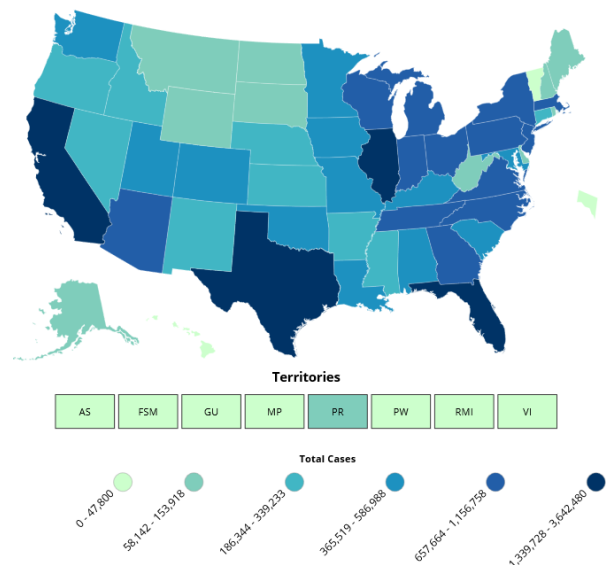 Territories
AS FSM GU MP PR PW RMI VI
Total Cases
0 - 47,800
58,142 - 153,918
186,344 - 339,233
365,519 - 586,988
657,664 - 1,156,758
1,339,728 - 3,642,480